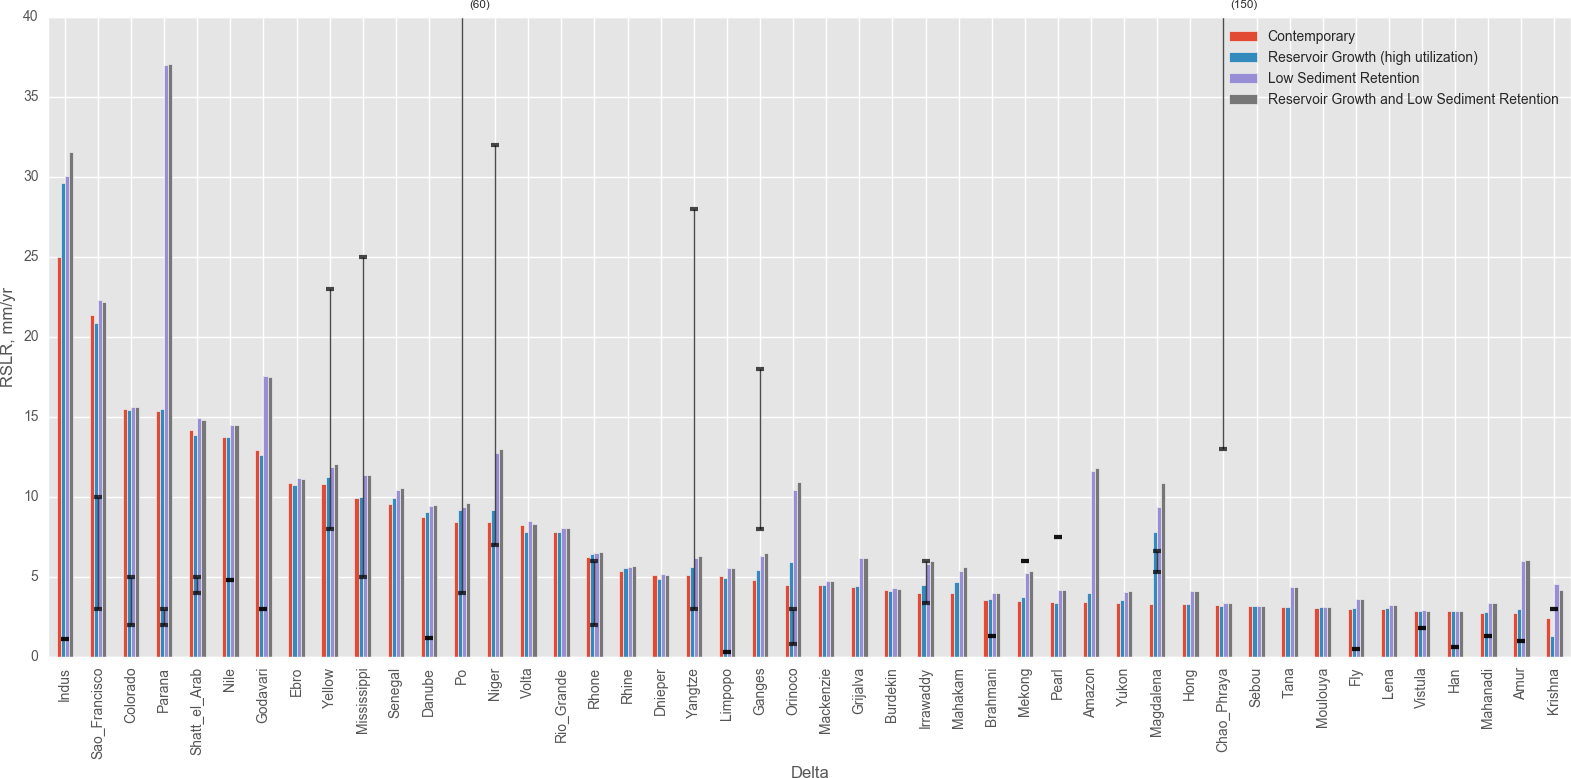 (60)
(150)
40
35
30
25
20
15
10
5
0
RSLR, mm/yr
Contemporary
Reservoir Growth (high utilization)
Low Sediment Retention
Reservoir Growth and Low Sediment Retention
Indus
Sao_Francisco
Colorado
Parana
Shatt_el_Arab
Nile
Godavari
Ebro
Yellow
Mississippi
Senegal
Danube
Po
Niger
Volta
Rio_Grande
Rhone
Rhine
Dnieper
Yangtze
Limpopo
Ganges
Orinoco
Mackenzie
Grijalva
Burdekin
Irrawaddy
Mahakam
Brahmani
Mekong
Pearl
Amazon
Yukon
Magdalena
Hong
Chao_Phraya
Sebou
Tana
Moulouya
Fly
Lena
Vistula
Han
Mahanadi
Amur
Krishna
Delta